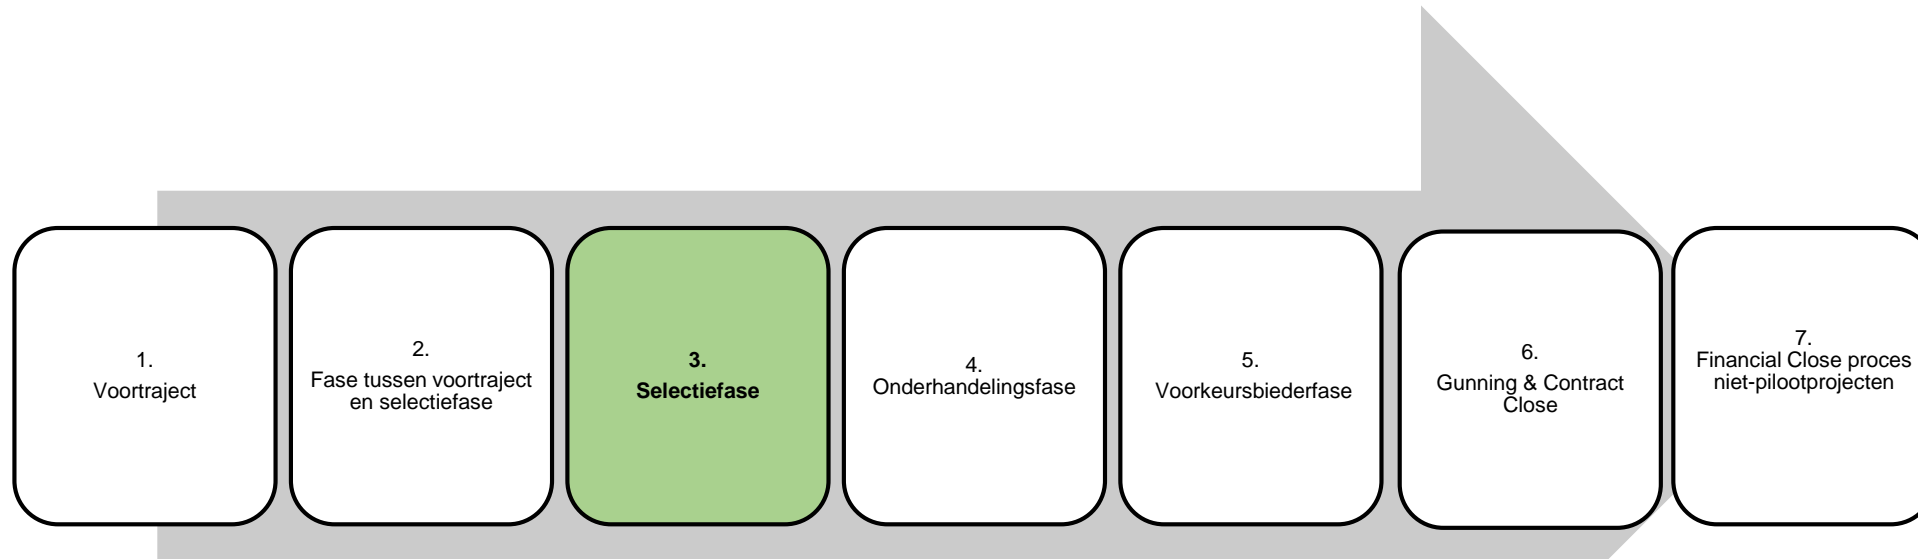 1.
Voortraject
2.
Fase tussen voortraject
en selectiefase
3.
Selectiefase
4.
Onderhandelingsfase
5.
Voorkeursbiederfase
6.
Gunning & Contract
Close
7.
Financial Close proces
niet-pilootprojecten